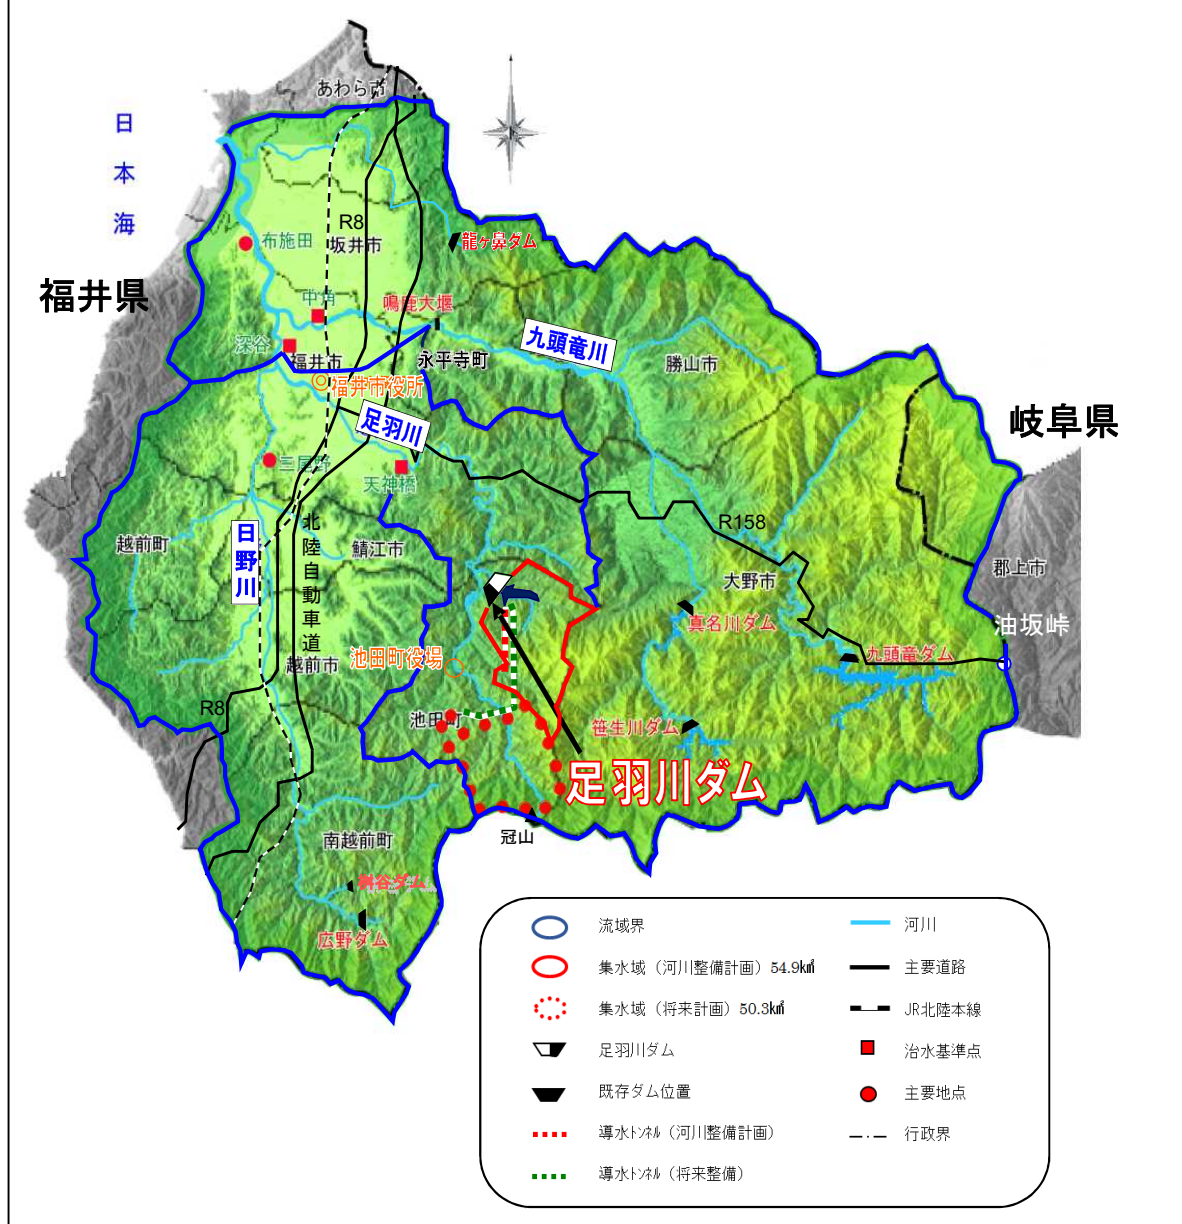 あわら市
日本海
R8
布施田
坂井市
龍ヶ鼻ダム
福井県
中角
鳴鹿大堰
九頭竜川
深谷
福井市
永平寺町
勝山市
福井市役所
足羽川
岐阜県
三尾野
天神橋
R158
越前町
日野川
北陸自動車道
鯖江市
大野市
郡上市
真名川ダム
油坂峠
池田町役場
越前市
九頭竜ダム
R8
池田町
笹生川ダム
足羽川ダム
冠山
南越前町
桝谷ダム
広野ダム
流域界
河川
集水域（河川整備計画）54.9㎢
主要道路
集水域（将来計画）50.3㎢
JR北陸本線
足羽川ダム
治水基準点
既存ダム位置
主要地点
導水トンネル（河川整備計画）
行政界
導水トンネル（将来整備）